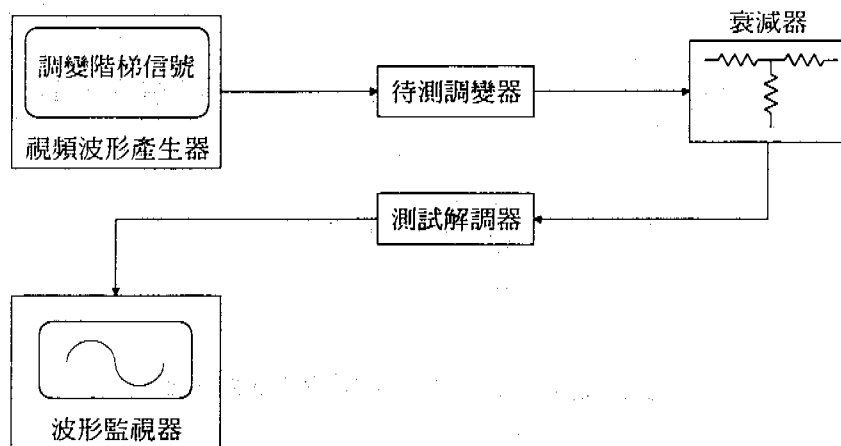 調變階梯信號
視頻波形產生器
待測調變器
衰減器
測試解調器
波形監視器